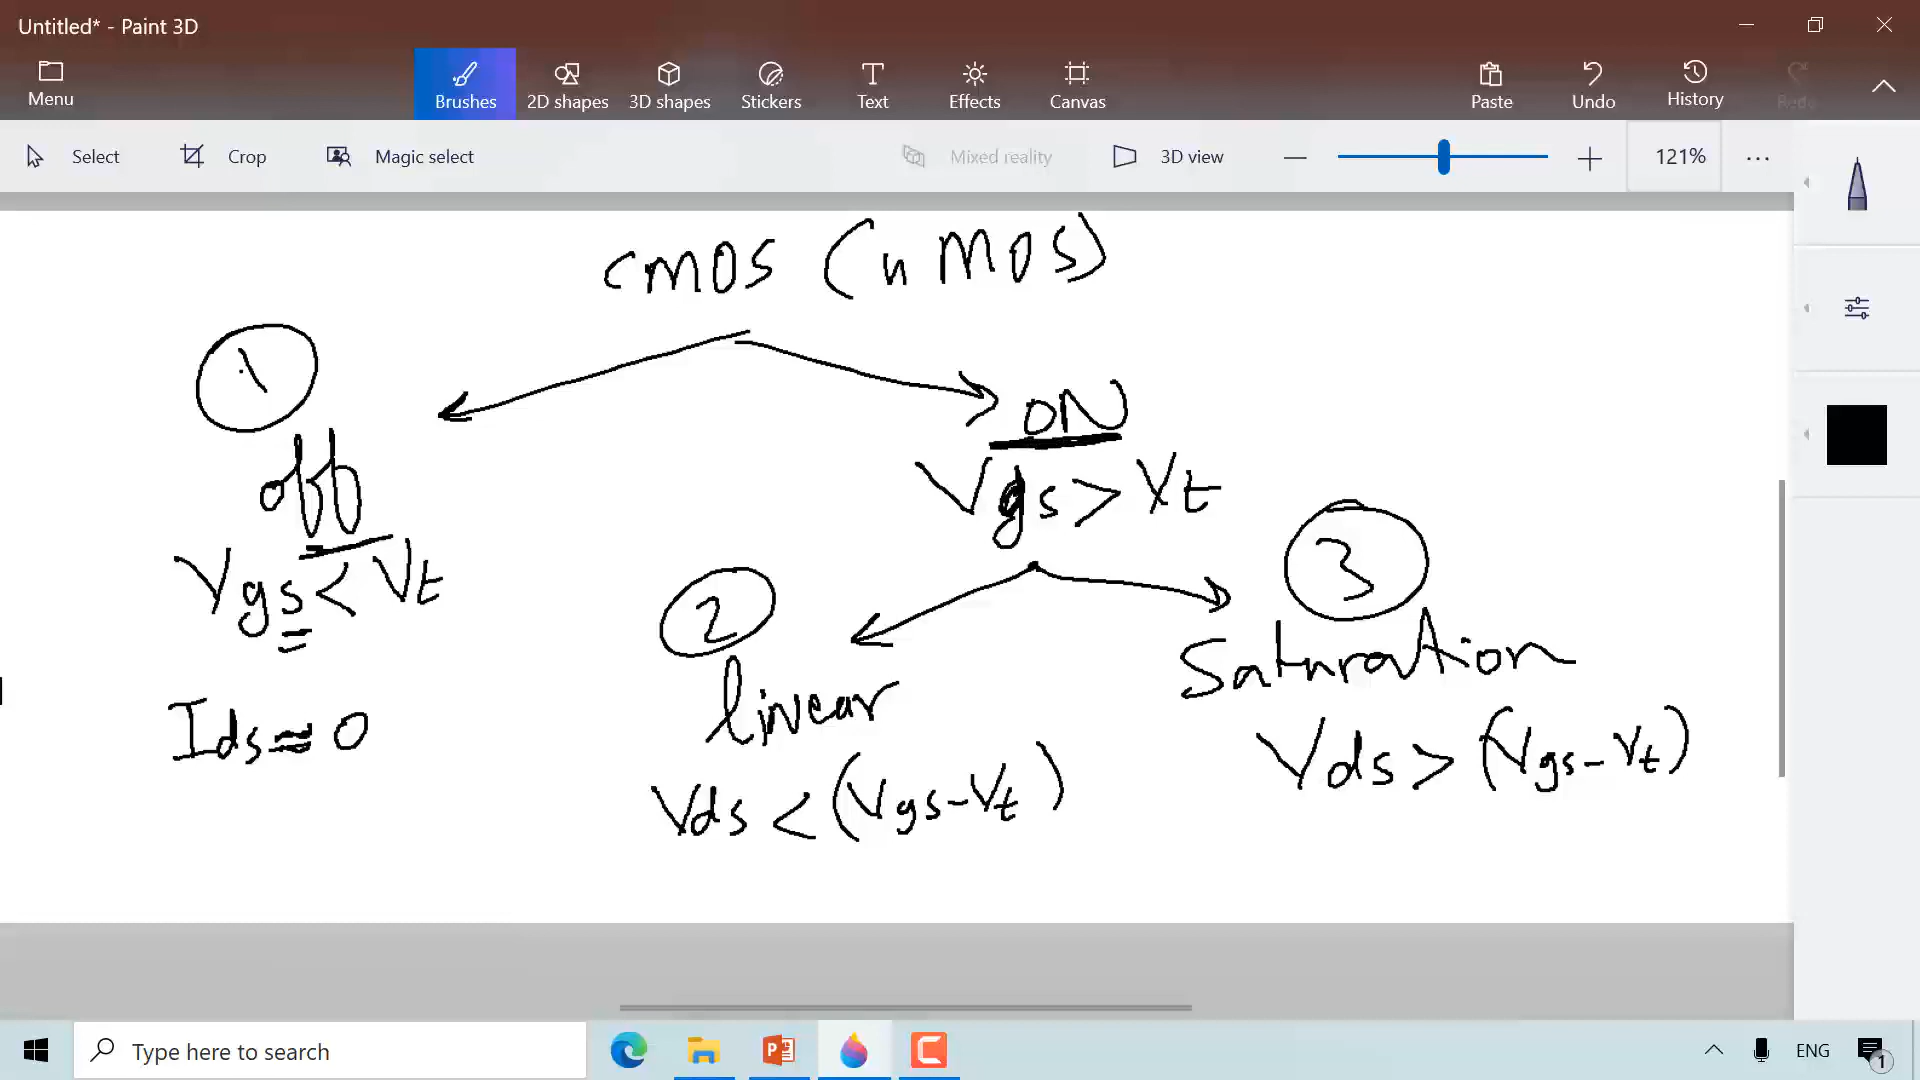 Untitled* - Paint 3D
Menu
Brushes
2D shapes
3D shapes
Stickers
Text
Effects
Canvas
Paste
Undo
History
Redo
Select
Crop
Magic select
Mixed reality
3D view
121%
CMOS (nMOS)
1
off
Vgs < Vt
Ids ≈ 0
ON
Vgs > Vt
2
linear
Vds < (Vgs - Vt)
3
Saturation
Vds > (Vgs - Vt)
Type here to search
ENG
1